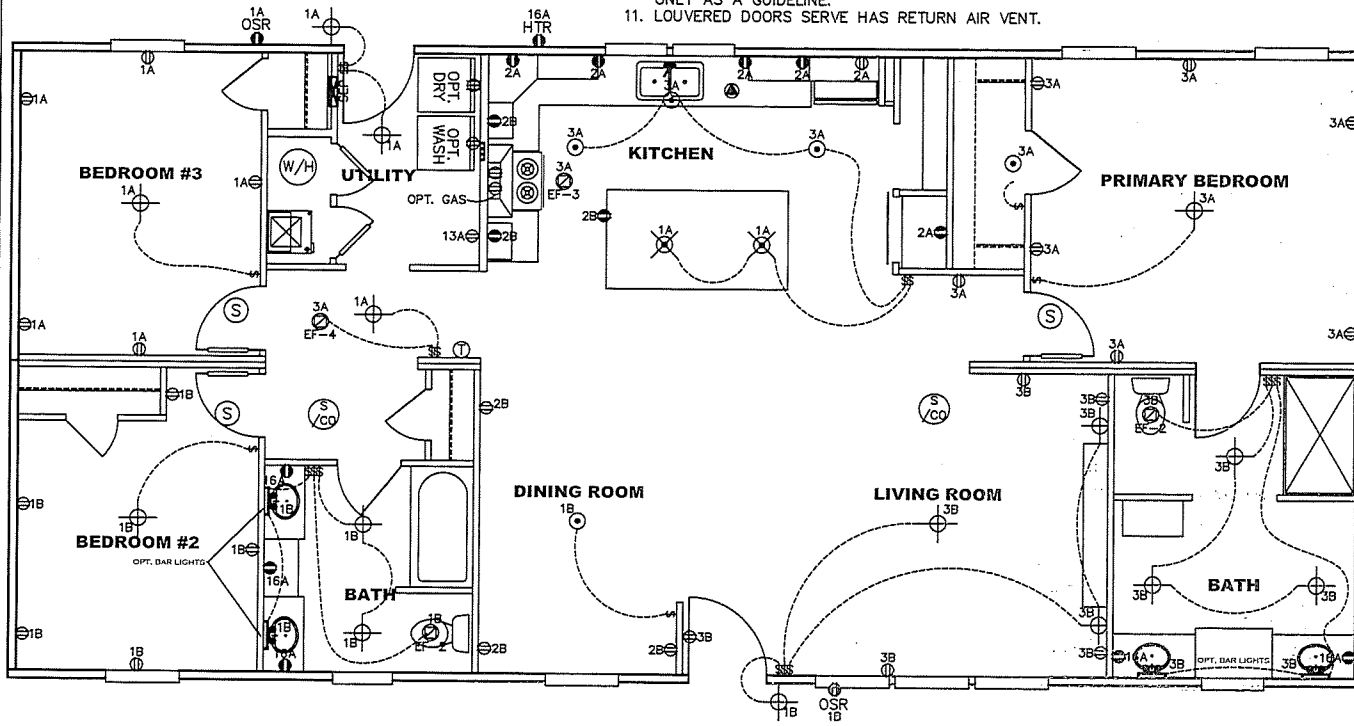 ONLY AS A GUIDELINE.
11. LOUVERED DOORS SERVE HAS RETURN AIR VENT.
1A
OSR
1A
16A
HTR
1A
2A
2A
3A
2A
2A
2A
3A
3A
1A
OPT.
DRY
OPT.
WASH
1A
2B
3A
3A
3A
3A
BEDROOM #3
1A
1A
W/H
UTILITY
OPT. GAS
3A
EF-3
KITCHEN
PRIMARY BEDROOM
3A
13A
2B
2B
1A
1A
2A
3A
3A
1A
S
3A
EF-4
1A
S
3A
1A
T
3A
3B
1B
S
S
/CO
2B
S
/CO
3B
3B
3B
EF-2
3B
BEDROOM #2
1B
1B
1B
OPT. BAR LIGHTS
16A
1B
16A
1B
16A
1B
BATH
1B
1B
EF-2
DINING ROOM
1B
2B
2B
LIVING ROOM
3B
3B
3B
3B
BATH
3B
3B
1B
3B
3B
1B
OSR
1B
16A
3B
OPT. BAR LIGHTS
3B
16A